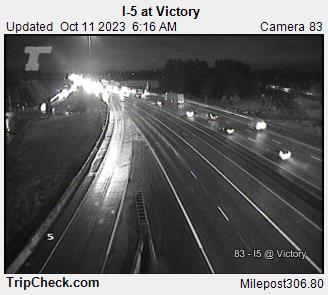 I-5 at Victory
Updated Oct 11 2023 6:16 AM Camera 83
T
S
83 - I5 @ Victory
TripCheck.com Milepost306.80